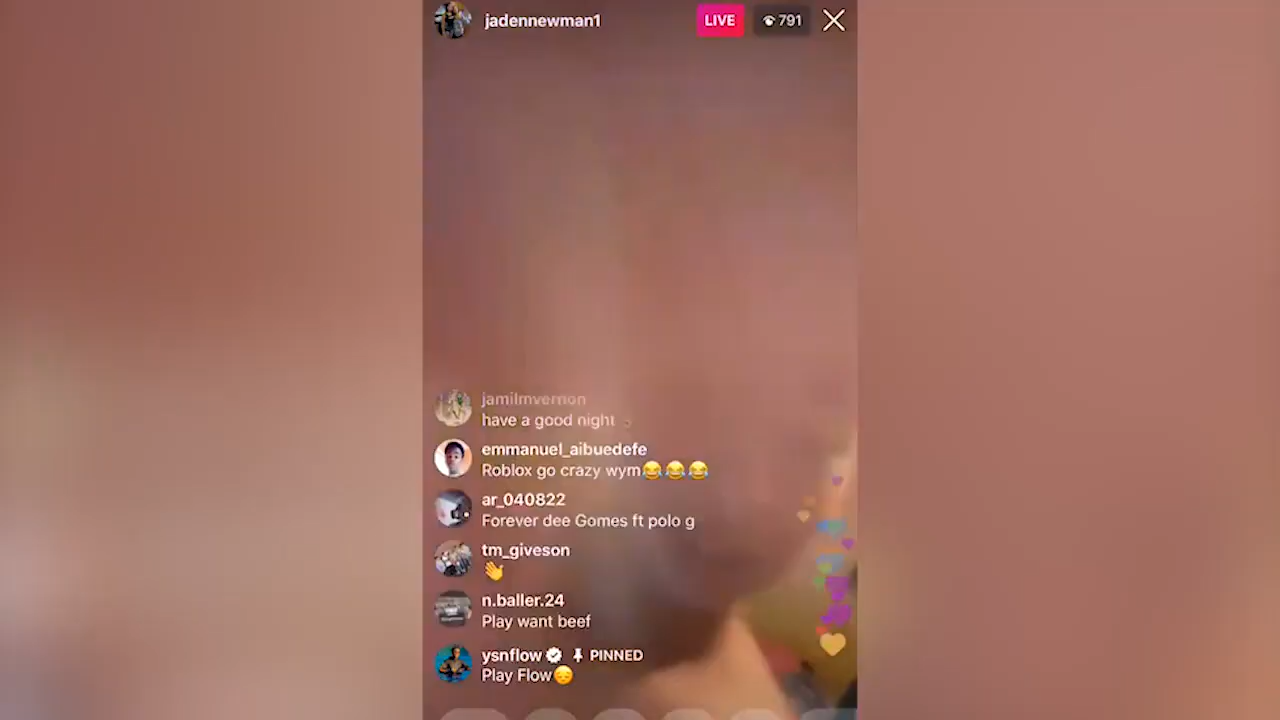 jadennewman1
LIVE
791
jamilmvernon
have a good night
emmanuel_aibuedefe
Roblox go crazy wym😂😂😂
ar_040822
Forever dee Gomes ft polo g
tm_giveson
👋
n.baller.24
Play want beef
ysnflow PINNED
Play Flow😔